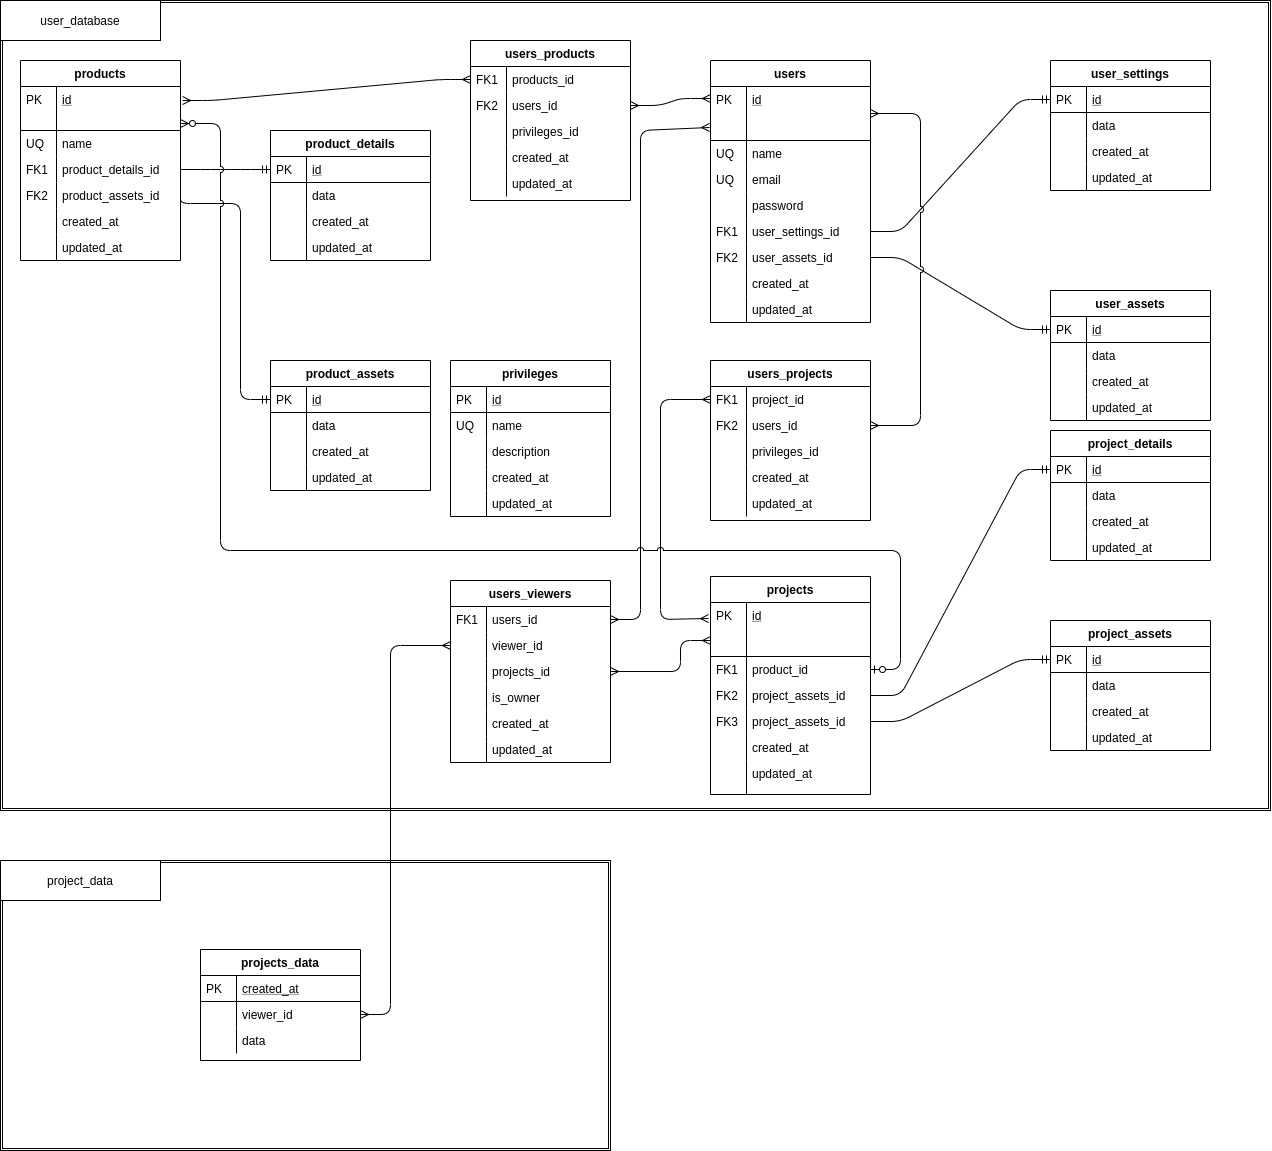 user_database
products
PK id
UQ name
FK1 product_details_id
FK2 product_assets_id
created_at
updated_at
product_details
PK id
data
created_at
updated_at
users_products
FK1 products_id
FK2 users_id
privileges_id
created_at
updated_at
users
PK id
UQ name
UQ email
password
FK1 user_settings_id
FK2 user_assets_id
created_at
updated_at
user_settings
PK id
data
created_at
updated_at
user_assets
PK id
data
created_at
updated_at
product_assets
PK id
data
created_at
updated_at
privileges
PK id
UQ name
description
created_at
updated_at
users_projects
FK1 project_id
FK2 users_id
privileges_id
created_at
updated_at
project_details
PK id
data
created_at
updated_at
users_viewers
FK1 users_id
viewer_id
projects_id
is_owner
created_at
updated_at
projects
PK id
FK1 product_id
FK2 project_assets_id
FK3 project_assets_id
created_at
updated_at
project_assets
PK id
data
created_at
updated_at
project_data
projects_data
PK created_at
viewer_id
data